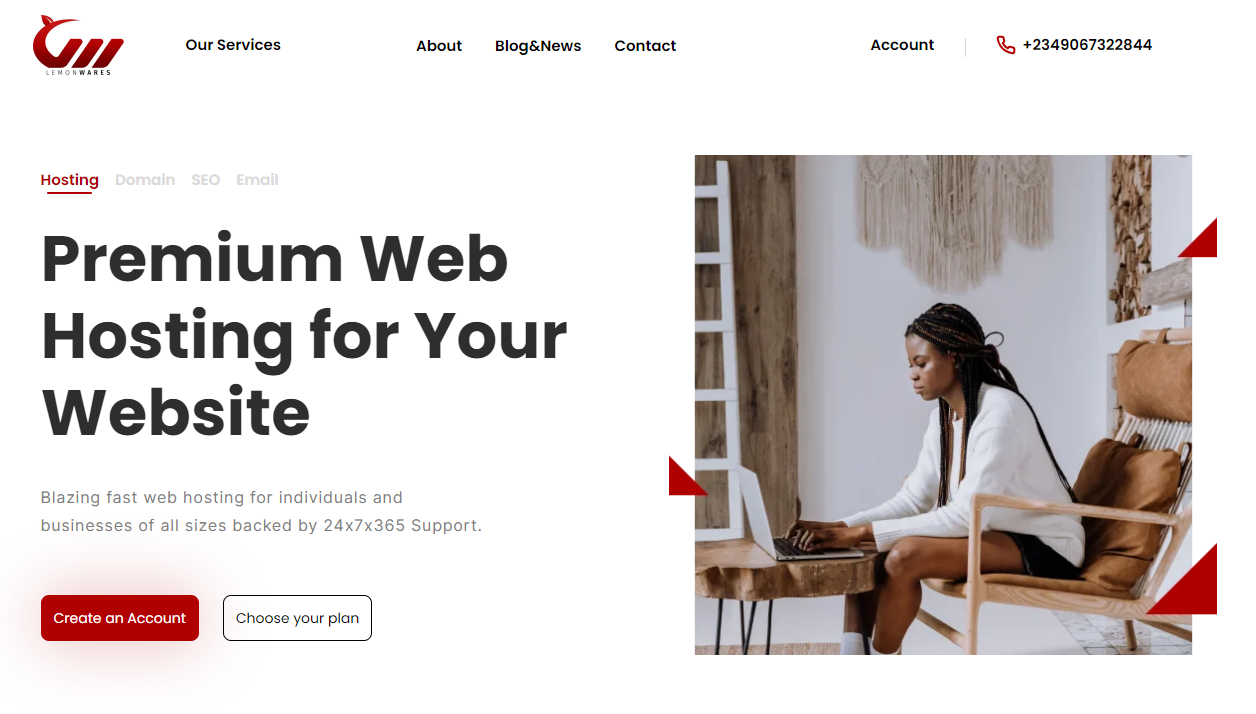 LEMONWARES
Our Services
About
Blog&News
Contact
Account
+2349067322844
Hosting
Domain
SEO
Email
Premium Web
Hosting for Your
Website
Blazing fast web hosting for individuals and
businesses of all sizes backed by 24x7x365 Support.
Create an Account
Choose your plan